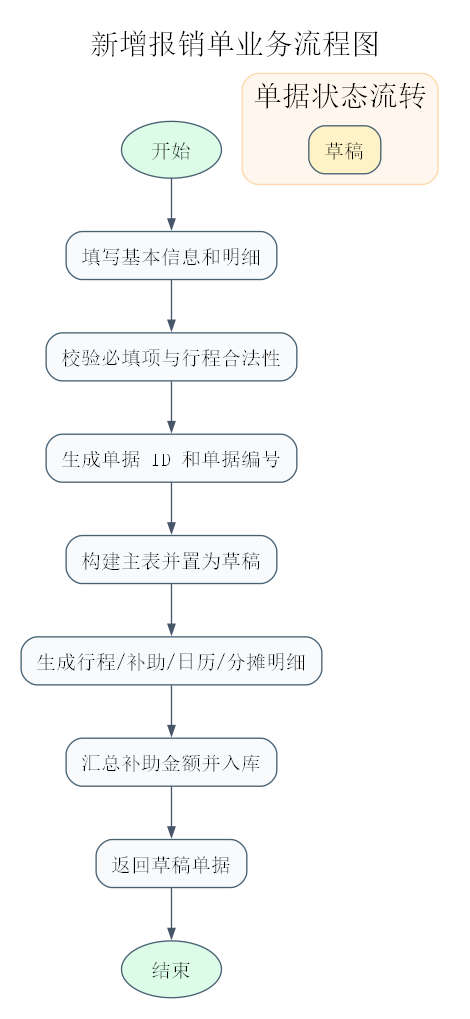 新增报销单业务流程图
单据状态流转
草稿
开始
填写基本信息和明细
校验必填项与行程合法性
生成单据 ID 和单据编号
构建主表并置为草稿
生成行程/补助/日历/分摊明细
汇总补助金额并入库
返回草稿单据
结束